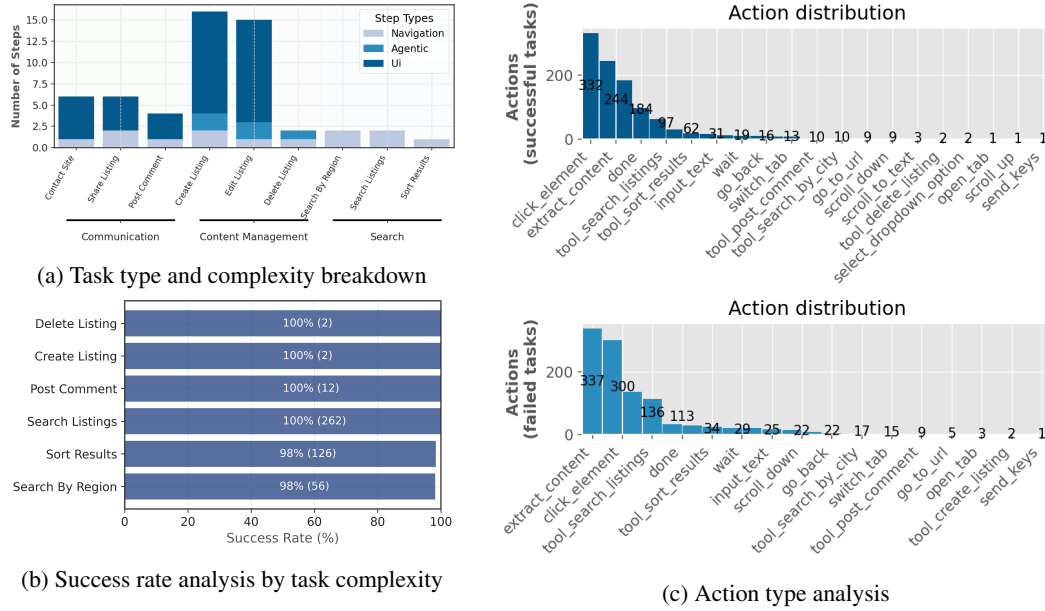 15.0
12.5
10.0
7.5
5.0
2.5
0.0
Number of Steps
Step Types
Navigation
Agentic
Ui
Contact Site
Share Listing
Post Comment
Create Listing
Edit Listing
Delete Listing
Search By Region
Search Listings
Sort Results
Communication
Content Management
Search
(a) Task type and complexity breakdown
Delete Listing
Create Listing
Post Comment
Search Listings
Sort Results
Search By Region
100% (2)
100% (2)
100% (12)
100% (262)
98% (126)
98% (56)
0 20 40 60 80 100
Success Rate (%)
(b) Success rate analysis by task complexity
Action distribution
Actions
(successful tasks)
200
0
332 244 184 97 62 31 19 16 13 10 10 9 9 3 2 2 1 1 1
click_element
extract_content
done
tool_search_listings
tool_sort_results
input_text
wait
go_back
switch_tab
tool_post_comment
tool_search_by_city
go_to_url
scroll_down
scroll_to_text
tool_delete_listing
select_dropdown_option
open_tab
scroll_up
send_keys
Action distribution
Actions
(failed tasks)
200
0
337 300 136 113 34 29 25 22 22 17 15 9 5 3 2 1
extract_content
click_element
tool_search_listings
done
tool_sort_results
wait
input_text
scroll_down
go_back
tool_search_by_city
switch_tab
tool_post_comment
go_to_url
open_tab
tool_create_listing
send_keys
(c) Action type analysis